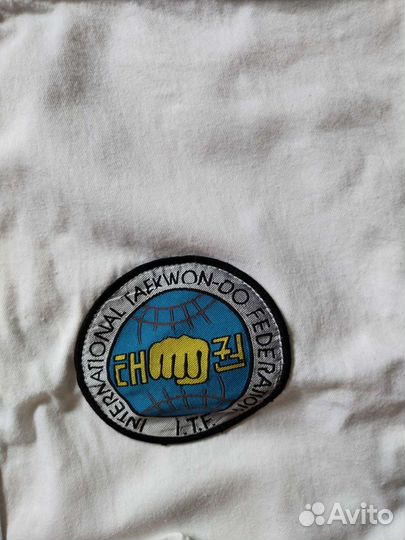 INTERNATIONAL TAEKWON-DO FEDERATION
태 권
I.T.F.
Avito